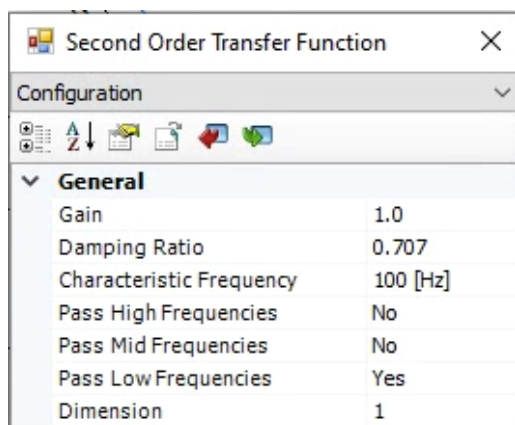 Second Order Transfer Function
Configuration
General
Gain 1.0
Damping Ratio 0.707
Characteristic Frequency 100 [Hz]
Pass High Frequencies No
Pass Mid Frequencies No
Pass Low Frequencies Yes
Dimension 1